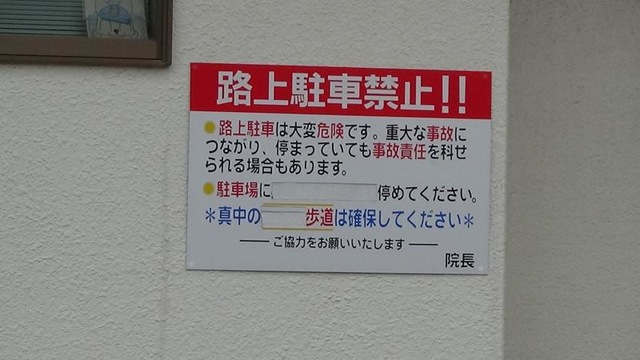 路上駐車禁止!!
●路上駐車は大変危険です。重大な事故に
つながり、停まっていても事故責任を科せ
られる場合もあります。
●駐車場に 停めてください。
＊真中の 歩道は確保してください＊
── ご協力をお願いいたします ──
院長